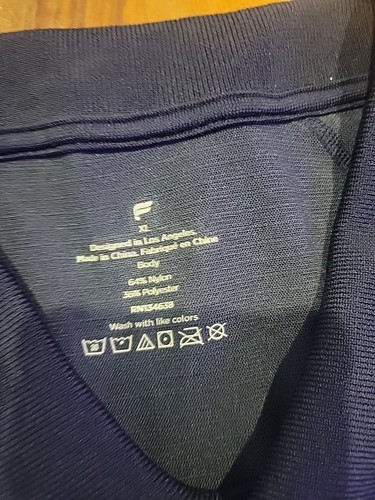 XL
Designed in Los Angeles.
Made in China. Fabriqué en Chine
Body
64% Nylon
36% Polyester
RN134638
Wash with like colors